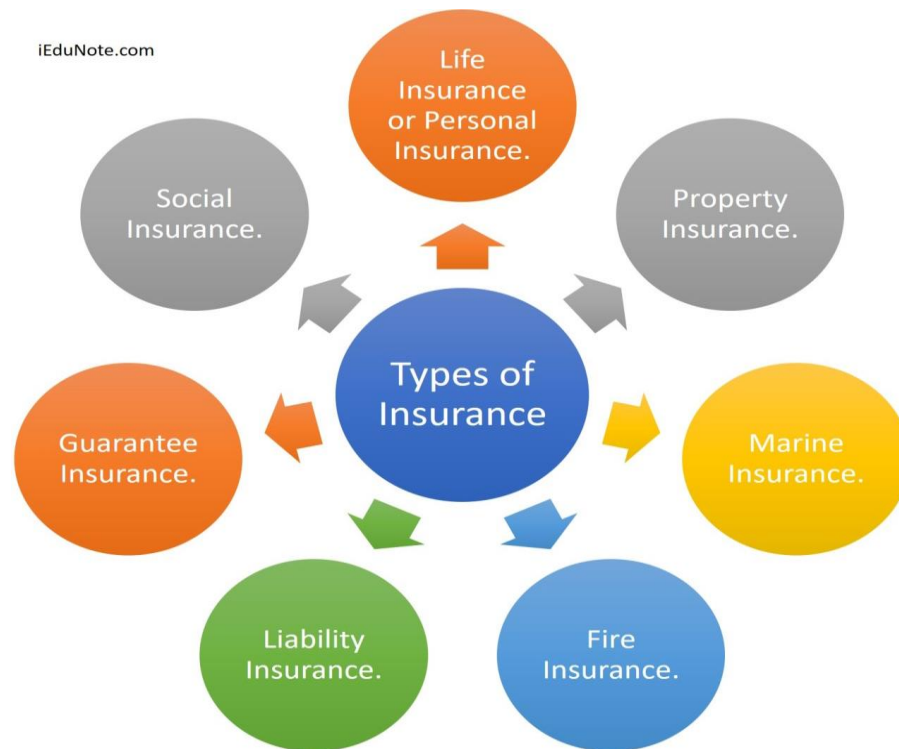 iEduNote.com
Life
Insurance
or Personal
Insurance.
Property
Insurance.
Marine
Insurance.
Fire
Insurance.
Liability
Insurance.
Guarantee
Insurance.
Social
Insurance.
Types of
Insurance